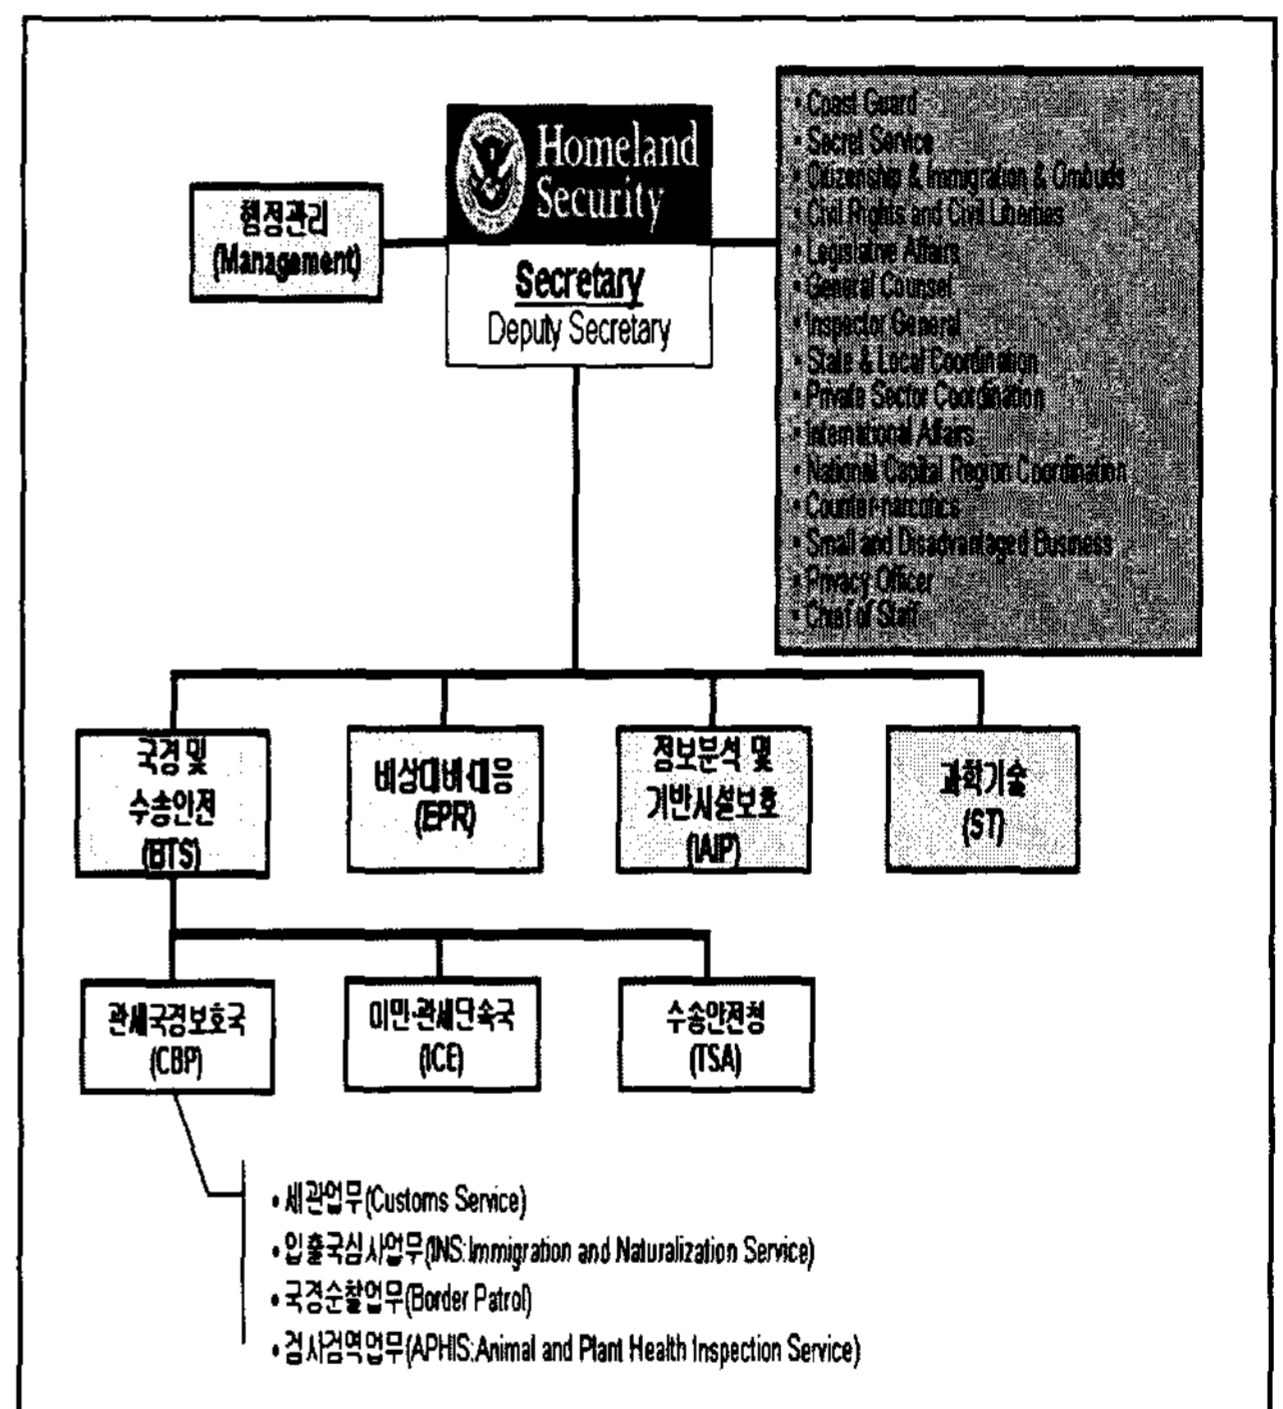 Homeland
Security
Secretary
Deputy Secretary
행정관리
(Management)
• Coast Guard
• Secret Service
• Citizenship & Immigration & Ombuds
• Civil Rights and Civil Liberties
• Legislative Affairs
• General Counsel
• Inspector General
• State & Local Coordination
• Private Sector Coordination
• International Affairs
• National Capital Region Coordination
• Counter-narcotics
• Small and Disadvantaged Business
• Privacy Officer
• Chief of Staff
국경 및
수송안전
(BTS)
비상대비·대응
(EPR)
정보분석 및
기반시설보호
(IAIP)
과학기술
(ST)
관세국경보호국
(CBP)
이민·관세단속국
(ICE)
수송안전청
(TSA)
• 세관업무(Customs Service)
• 입출국심사업무(INS:Immigration and Naturalization Service)
• 국경순찰업무(Border Patrol)
• 검사검역업무(APHIS:Animal and Plant Health Inspection Service)